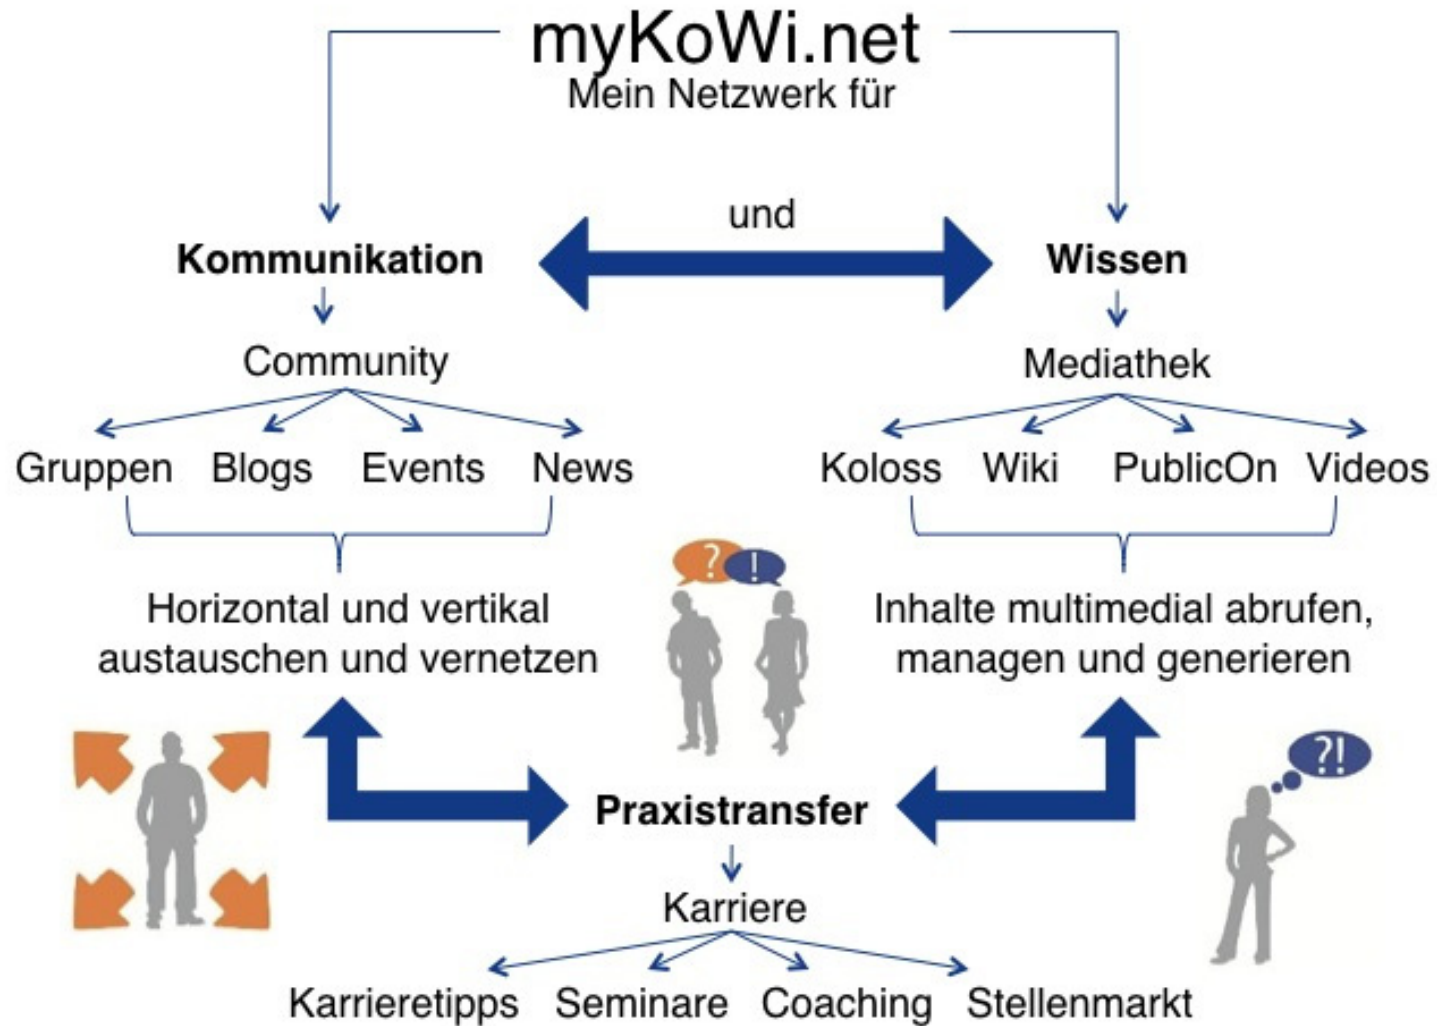 myKoWi.net
Mein Netzwerk für
und
Kommunikation
Wissen
Community
Mediathek
Gruppen Blogs Events News
Koloss Wiki PublicOn Videos
? !
Horizontal und vertikal
austauschen und vernetzen
Inhalte multimedial abrufen,
managen und generieren
?!
Praxistransfer
Karriere
Karrieretipps Seminare Coaching Stellenmarkt